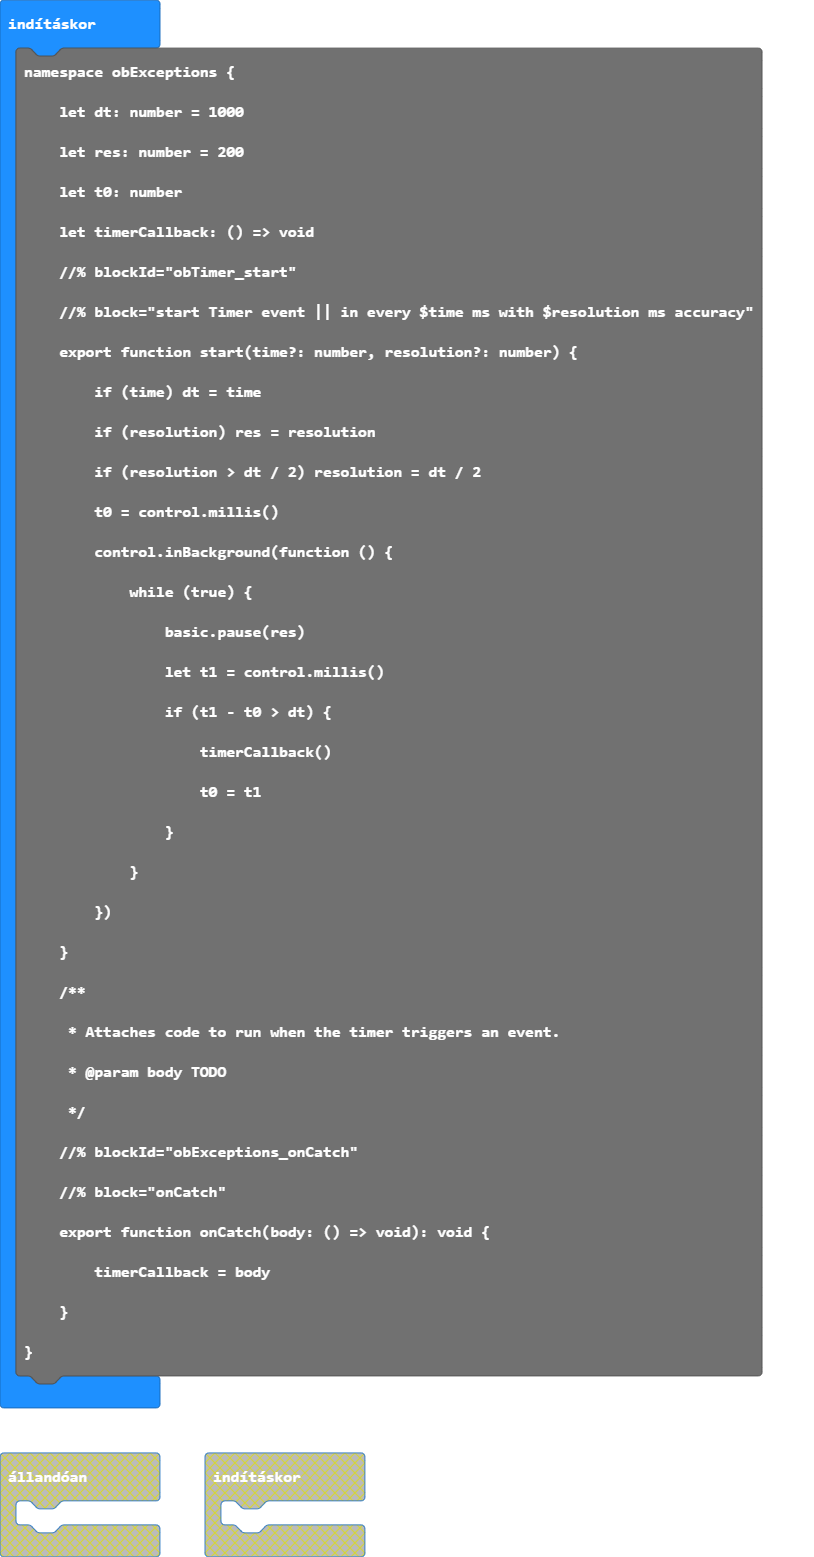 indításkor
namespace obExceptions {
    let dt: number = 1000
    let res: number = 200
    let t0: number
    let timerCallback: () => void
    //% blockId="obTimer_start"
    //% block="start Timer event || in every $time ms with $resolution ms accuracy"
    export function start(time?: number, resolution?: number) {
        if (time) dt = time
        if (resolution) res = resolution
        if (resolution > dt / 2) resolution = dt / 2
        t0 = control.millis()
        control.inBackground(function () {
            while (true) {
                basic.pause(res)
                let t1 = control.millis()
                if (t1 - t0 > dt) {
                    timerCallback()
                    t0 = t1
                }
            }
        })
    }
    /**
     * Attaches code to run when the timer triggers an event.
     * @param body TODO
     */
    //% blockId="obExceptions_onCatch"
    //% block="onCatch"
    export function onCatch(body: () => void): void {
        timerCallback = body
    }
}
állandóan
indításkor